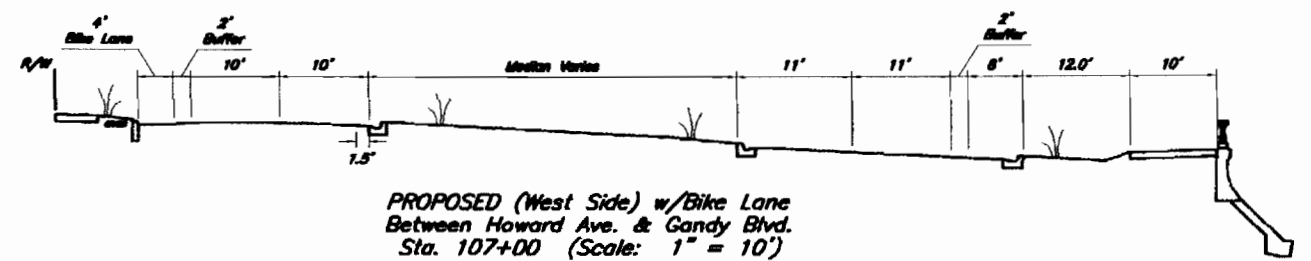 4' 2' 2'
Bike Lane Buffer Buffer
R/W 10' 10' Median Varies 11' 11' 6' 12.0' 10'
1.5'
PROPOSED (West Side) w/Bike Lane
Between Howard Ave. & Gandy Blvd.
Sta. 107+00 (Scale: 1" = 10')